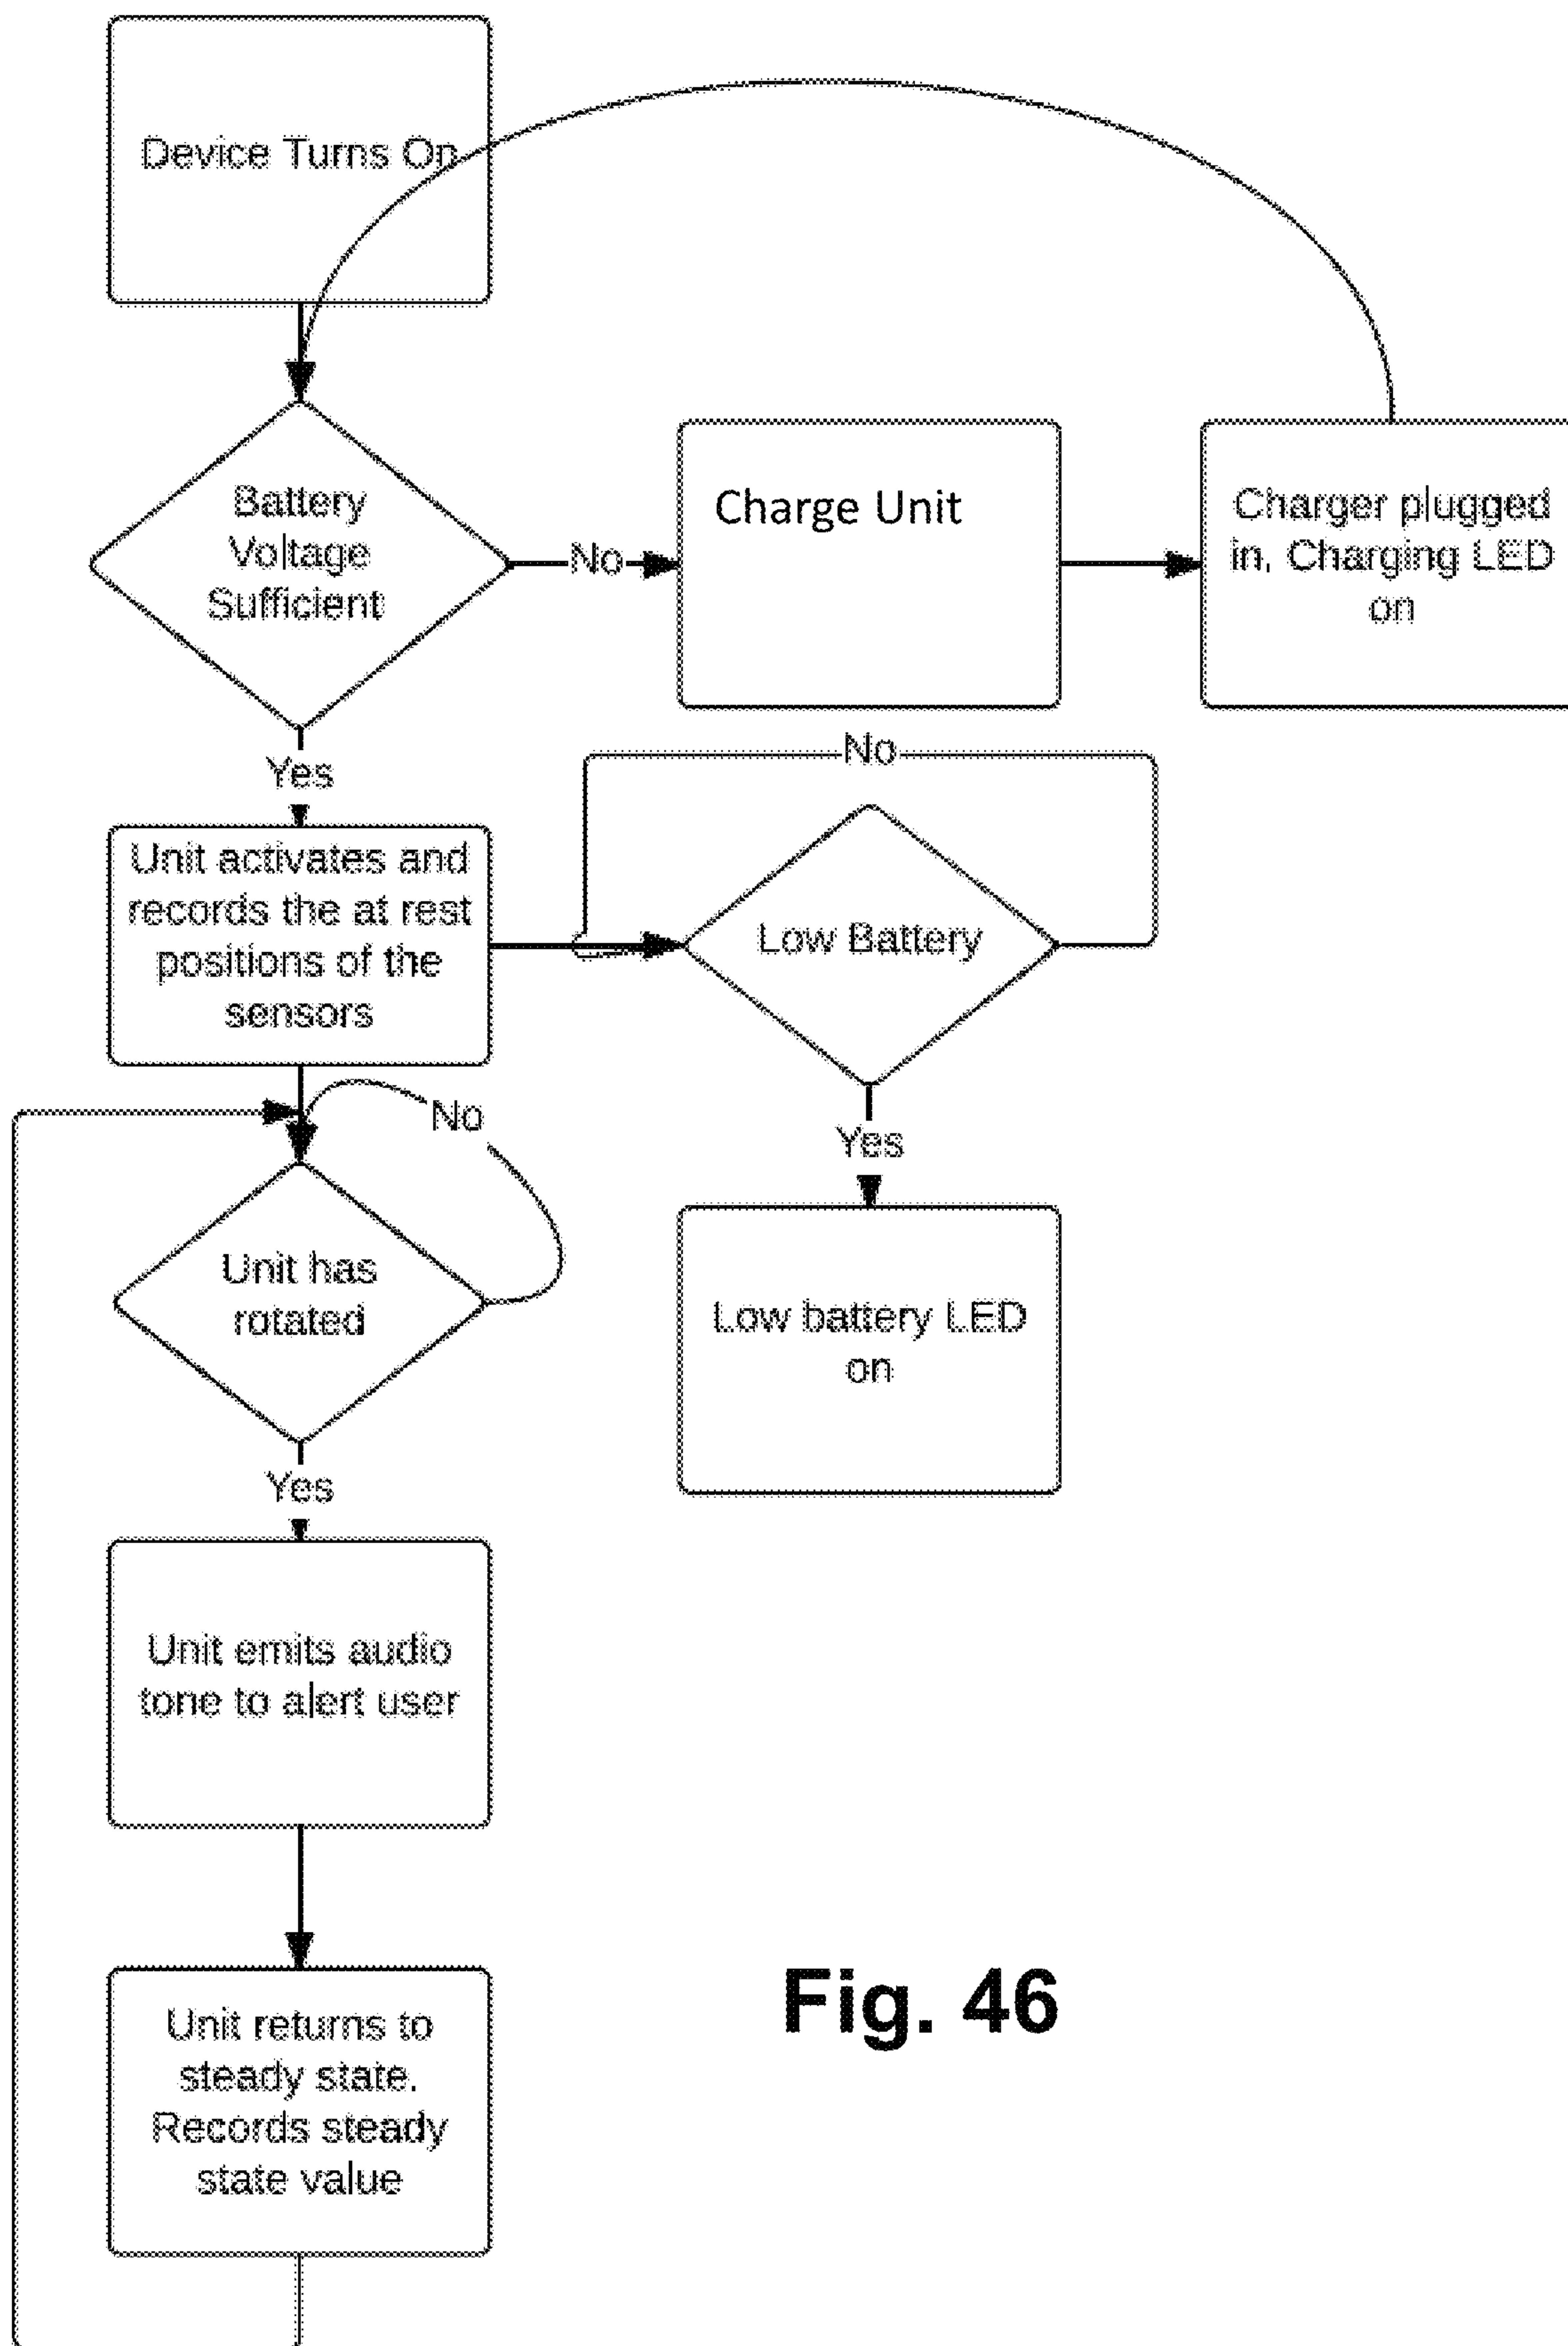 Device Turns On
Battery
Voltage
Sufficient
No
Charge Unit
Charger plugged
in, Charging LED
on
Yes
No
Unit activates and
records the at rest
positions of the
sensors
Low Battery
No
Yes
Unit has
rotated
Low battery LED
on
Yes
Unit emits audio
tone to alert user
Unit returns to
steady state.
Records steady
state value
Fig. 46